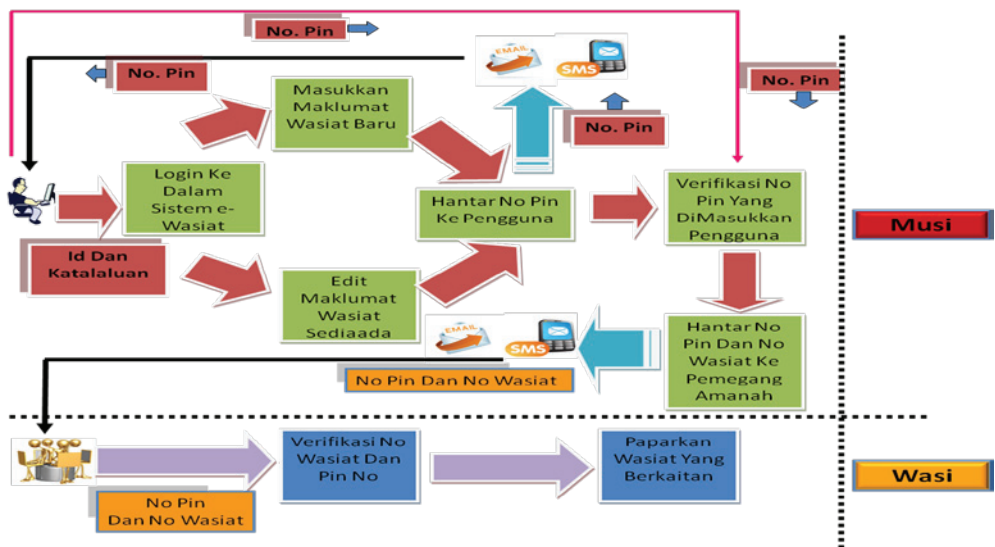 No. Pin
No. Pin
EMAIL
SMS
No. Pin
Masukkan
Maklumat
Wasiat Baru
No. Pin
Login Ke
Dalam
Sistem e-
Wasiat
Hantar No Pin
Ke Pengguna
Verifikasi No
Pin Yang
DiMasukkan
Pengguna
Musi
Id Dan
Katalaluan
Edit
Maklumat
Wasiat
Sediaada
EMAIL
SMS
Hantar No
Pin Dan No
Wasiat Ke
Pemegang
Amanah
No Pin Dan No Wasiat
Verifikasi No
Wasiat Dan
Pin No
Paparkan
Wasiat Yang
Berkaitan
Wasi
No Pin
Dan No Wasiat